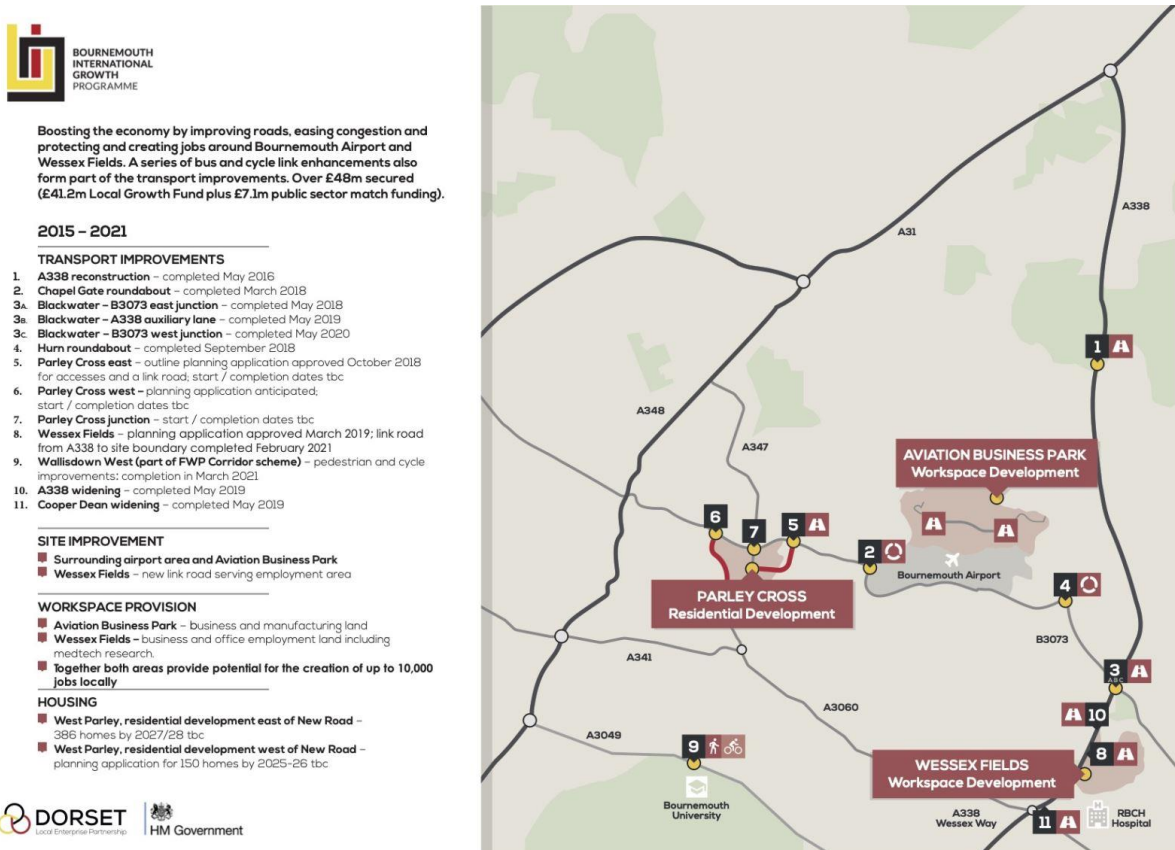 BOURNEMOUTH
INTERNATIONAL
GROWTH
PROGRAMME
Boosting the economy by improving roads, easing congestion and
protecting and creating jobs around Bournemouth Airport and
Wessex Fields. A series of bus and cycle link enhancements also
form part of the transport improvements. Over £48m secured
(£41.2m Local Growth Fund plus £7.1m public sector match funding).
2015 – 2021
TRANSPORT IMPROVEMENTS
1. A338 reconstruction – completed May 2016
2. Chapel Gate roundabout – completed March 2018
3A. Blackwater – B3073 east junction – completed May 2018
3B. Blackwater – A338 auxiliary lane – completed May 2019
3C. Blackwater – B3073 west junction – completed May 2020
4. Hurn roundabout – completed September 2018
5. Parley Cross east – outline planning application approved October 2018
for accesses and a link road; start / completion dates tbc
6. Parley Cross west – planning application anticipated;
start / completion dates tbc
7. Parley Cross junction – start / completion dates tbc
8. Wessex Fields – planning application approved March 2019; link road
from A338 to site boundary completed February 2021
9. Wallisdown West (part of FWP Corridor scheme) – pedestrian and cycle
improvements: completion in March 2021
10. A338 widening – completed May 2019
11. Cooper Dean widening – completed May 2019
SITE IMPROVEMENT
Surrounding airport area and Aviation Business Park
Wessex Fields – new link road serving employment area
WORKSPACE PROVISION
Aviation Business Park – business and manufacturing land
Wessex Fields – business and office employment land including
medtech research.
Together both areas provide potential for the creation of up to 10,000
jobs locally
HOUSING
West Parley, residential development east of New Road –
386 homes by 2027/28 tbc
West Parley, residential development west of New Road –
planning application for 150 homes by 2025-26 tbc
DORSET
Local Enterprise Partnership
HM Government
A338
A31
1
A348
A347
AVIATION BUSINESS PARK
Workspace Development
6
7
5
2
Bournemouth Airport
4
PARLEY CROSS
Residential Development
B3073
A341
3
A B C
10
A3060
A3049
9
8
WESSEX FIELDS
Workspace Development
Bournemouth
University
A338
Wessex Way
11
RBCH
Hospital